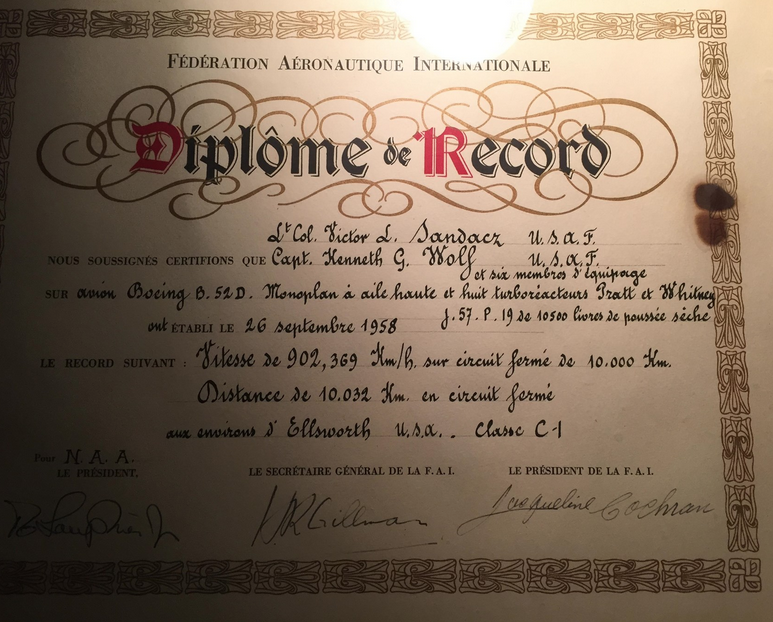 FÉDÉRATION AÉRONAUTIQUE INTERNATIONALE
Diplôme de Record
Lt Col. Victor L. Sandacz U.S.A.F.
NOUS SOUSSIGNÉS CERTIFIONS QUE Capt. Kenneth G. Wolf U.S.A.F.
et six membres d'équipage
SUR avion Boeing B.52D. Monoplan à aile haute et huit turboréacteurs Pratt et Whitney
ont ÉTABLI LE 26 septembre 1958 J.57.P.19 de 10500 livres de poussée sèche
LE RECORD SUIVANT : Vitesse de 902,369 Km/h. sur circuit fermé de 10.000 Km.
Distance de 10.032 Km. en circuit fermé
aux environs d'Ellsworth U.S.A. . Classe C-1
Pour N.A.A.
LE PRÉSIDENT. LE SECRÉTAIRE GÉNÉRAL DE LA F.A.I. LE PRÉSIDENT DE LA F.A.I.
Gillman Jacqueline Cochran